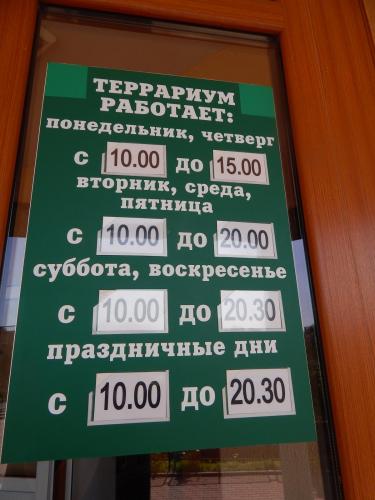 ТЕРРАРИУМ
РАБОТАЕТ:
понедельник, четверг
с 10.00 до 15.00
вторник, среда,
пятница
с 10.00 до 20.00
суббота, воскресенье
с 10.00 до 20.30
праздничные дни
с 10.00 до 20.30